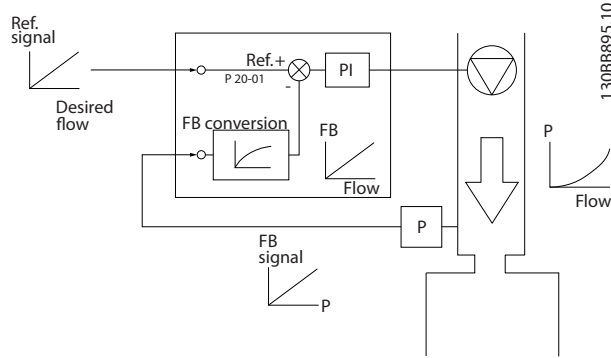 Ref.
signal
Desired
flow
Ref.+
P 20-01
-
PI
FB conversion
FB
Flow
P
Flow
P
FB
signal
P
130BB895.10